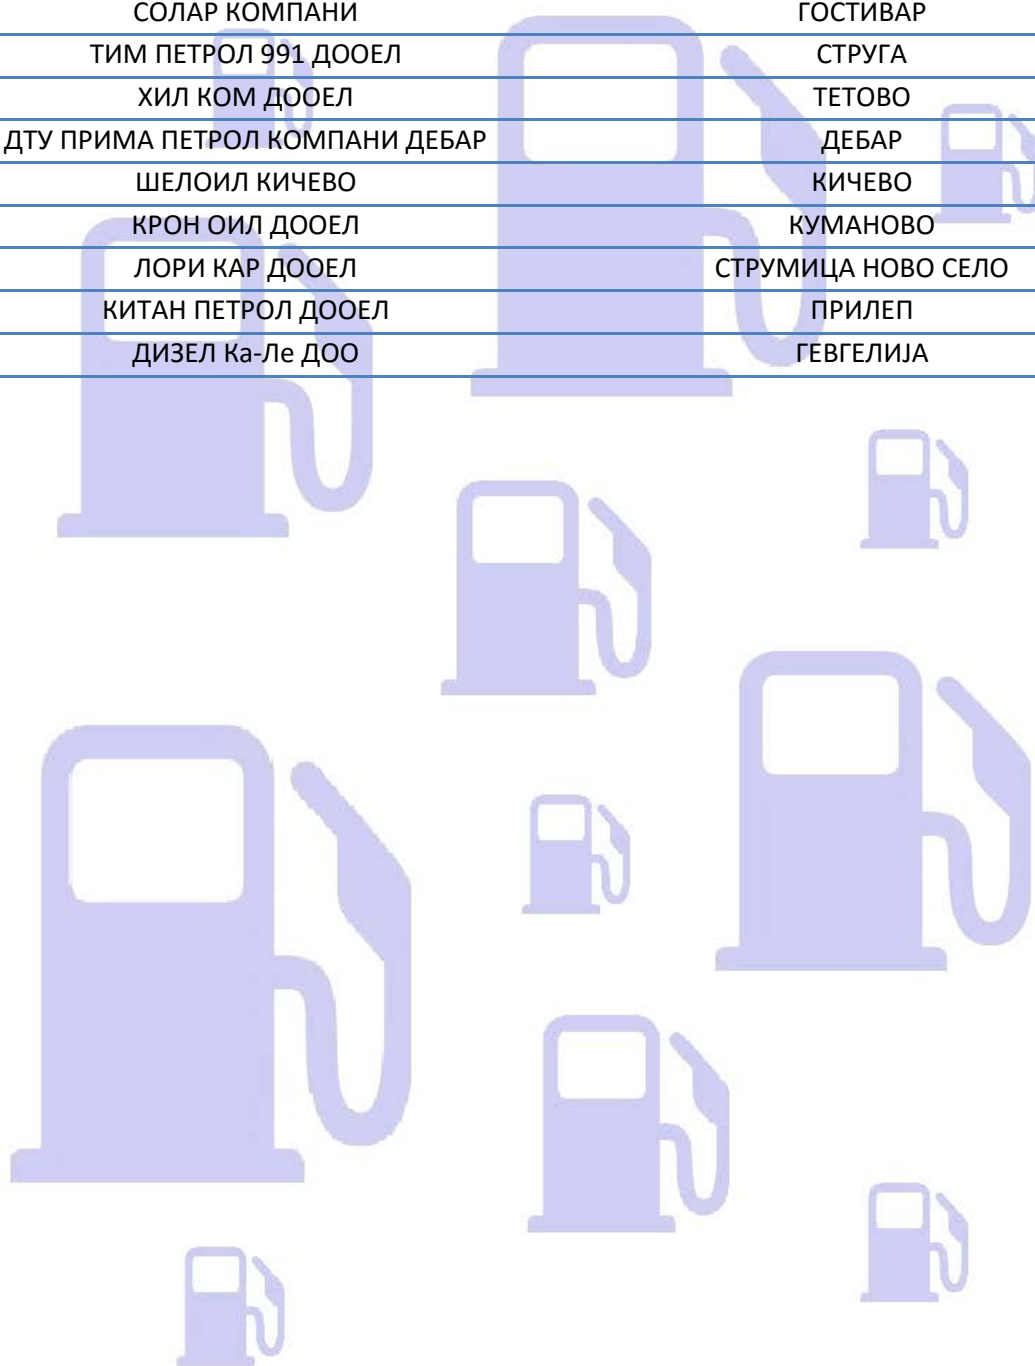 СОЛАР КОМПАНИ ГОСТИВАР
ТИМ ПЕТРОЛ 991 ДООЕЛ СТРУГА
ХИЛ КОМ ДООЕЛ ТЕТОВО
ДТУ ПРИМА ПЕТРОЛ КОМПАНИ ДЕБАР ДЕБАР
ШЕЛОИЛ КИЧЕВО КИЧЕВО
КРОН ОИЛ ДООЕЛ КУМАНОВО
ЛОРИ КАР ДООЕЛ СТРУМИЦА НОВО СЕЛО
КИТАН ПЕТРОЛ ДООЕЛ ПРИЛЕП
ДИЗЕЛ Ка-Ле ДОО ГЕВГЕЛИЈА